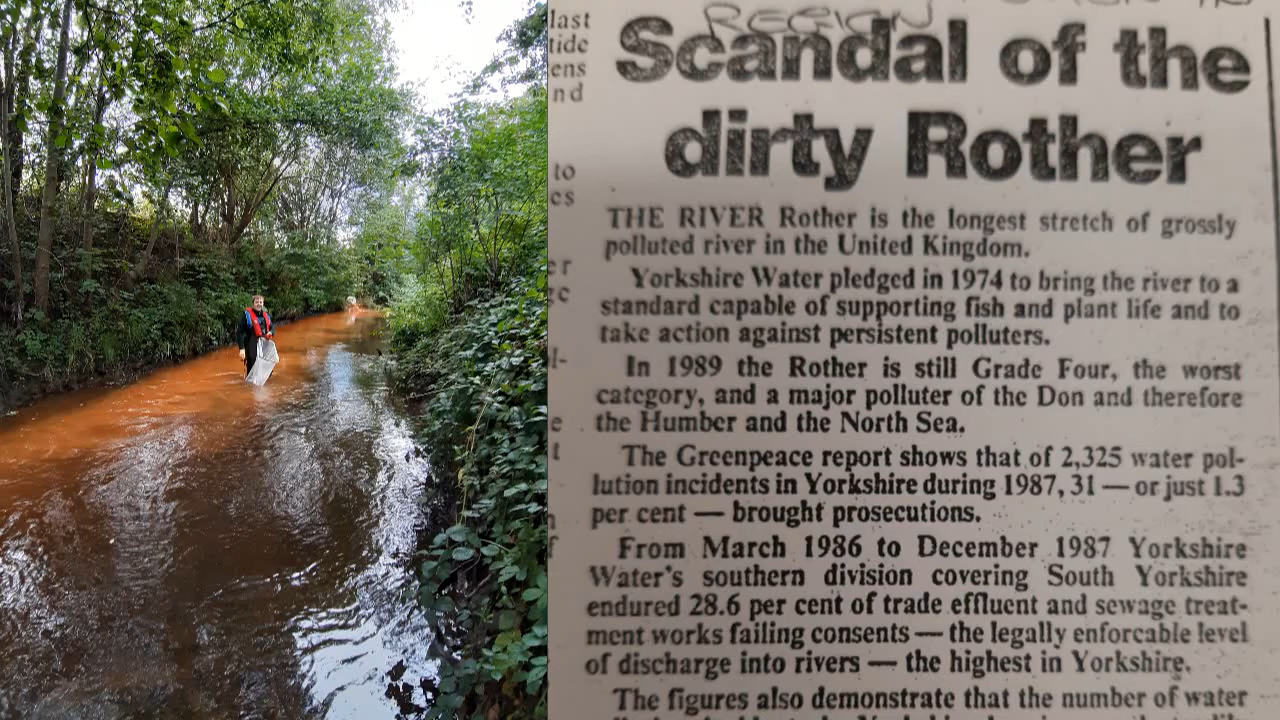 REGION
last
tide
ens
nd
to
es
Scandal of the
dirty Rother
THE RIVER Rother is the longest stretch of grossly
polluted river in the United Kingdom.
Yorkshire Water pledged in 1974 to bring the river to a
standard capable of supporting fish and plant life and to
take action against persistent polluters.
In 1989 the Rother is still Grade Four, the worst
category, and a major polluter of the Don and therefore
the Humber and the North Sea.
The Greenpeace report shows that of 2,325 water pol-
lution incidents in Yorkshire during 1987, 31 — or just 1.3
per cent — brought prosecutions.
From March 1986 to December 1987 Yorkshire
Water's southern division covering South Yorkshire
endured 28.6 per cent of trade effluent and sewage treat-
ment works failing consents — the legally enforcable level
of discharge into rivers — the highest in Yorkshire.
The figures also demonstrate that the number of water